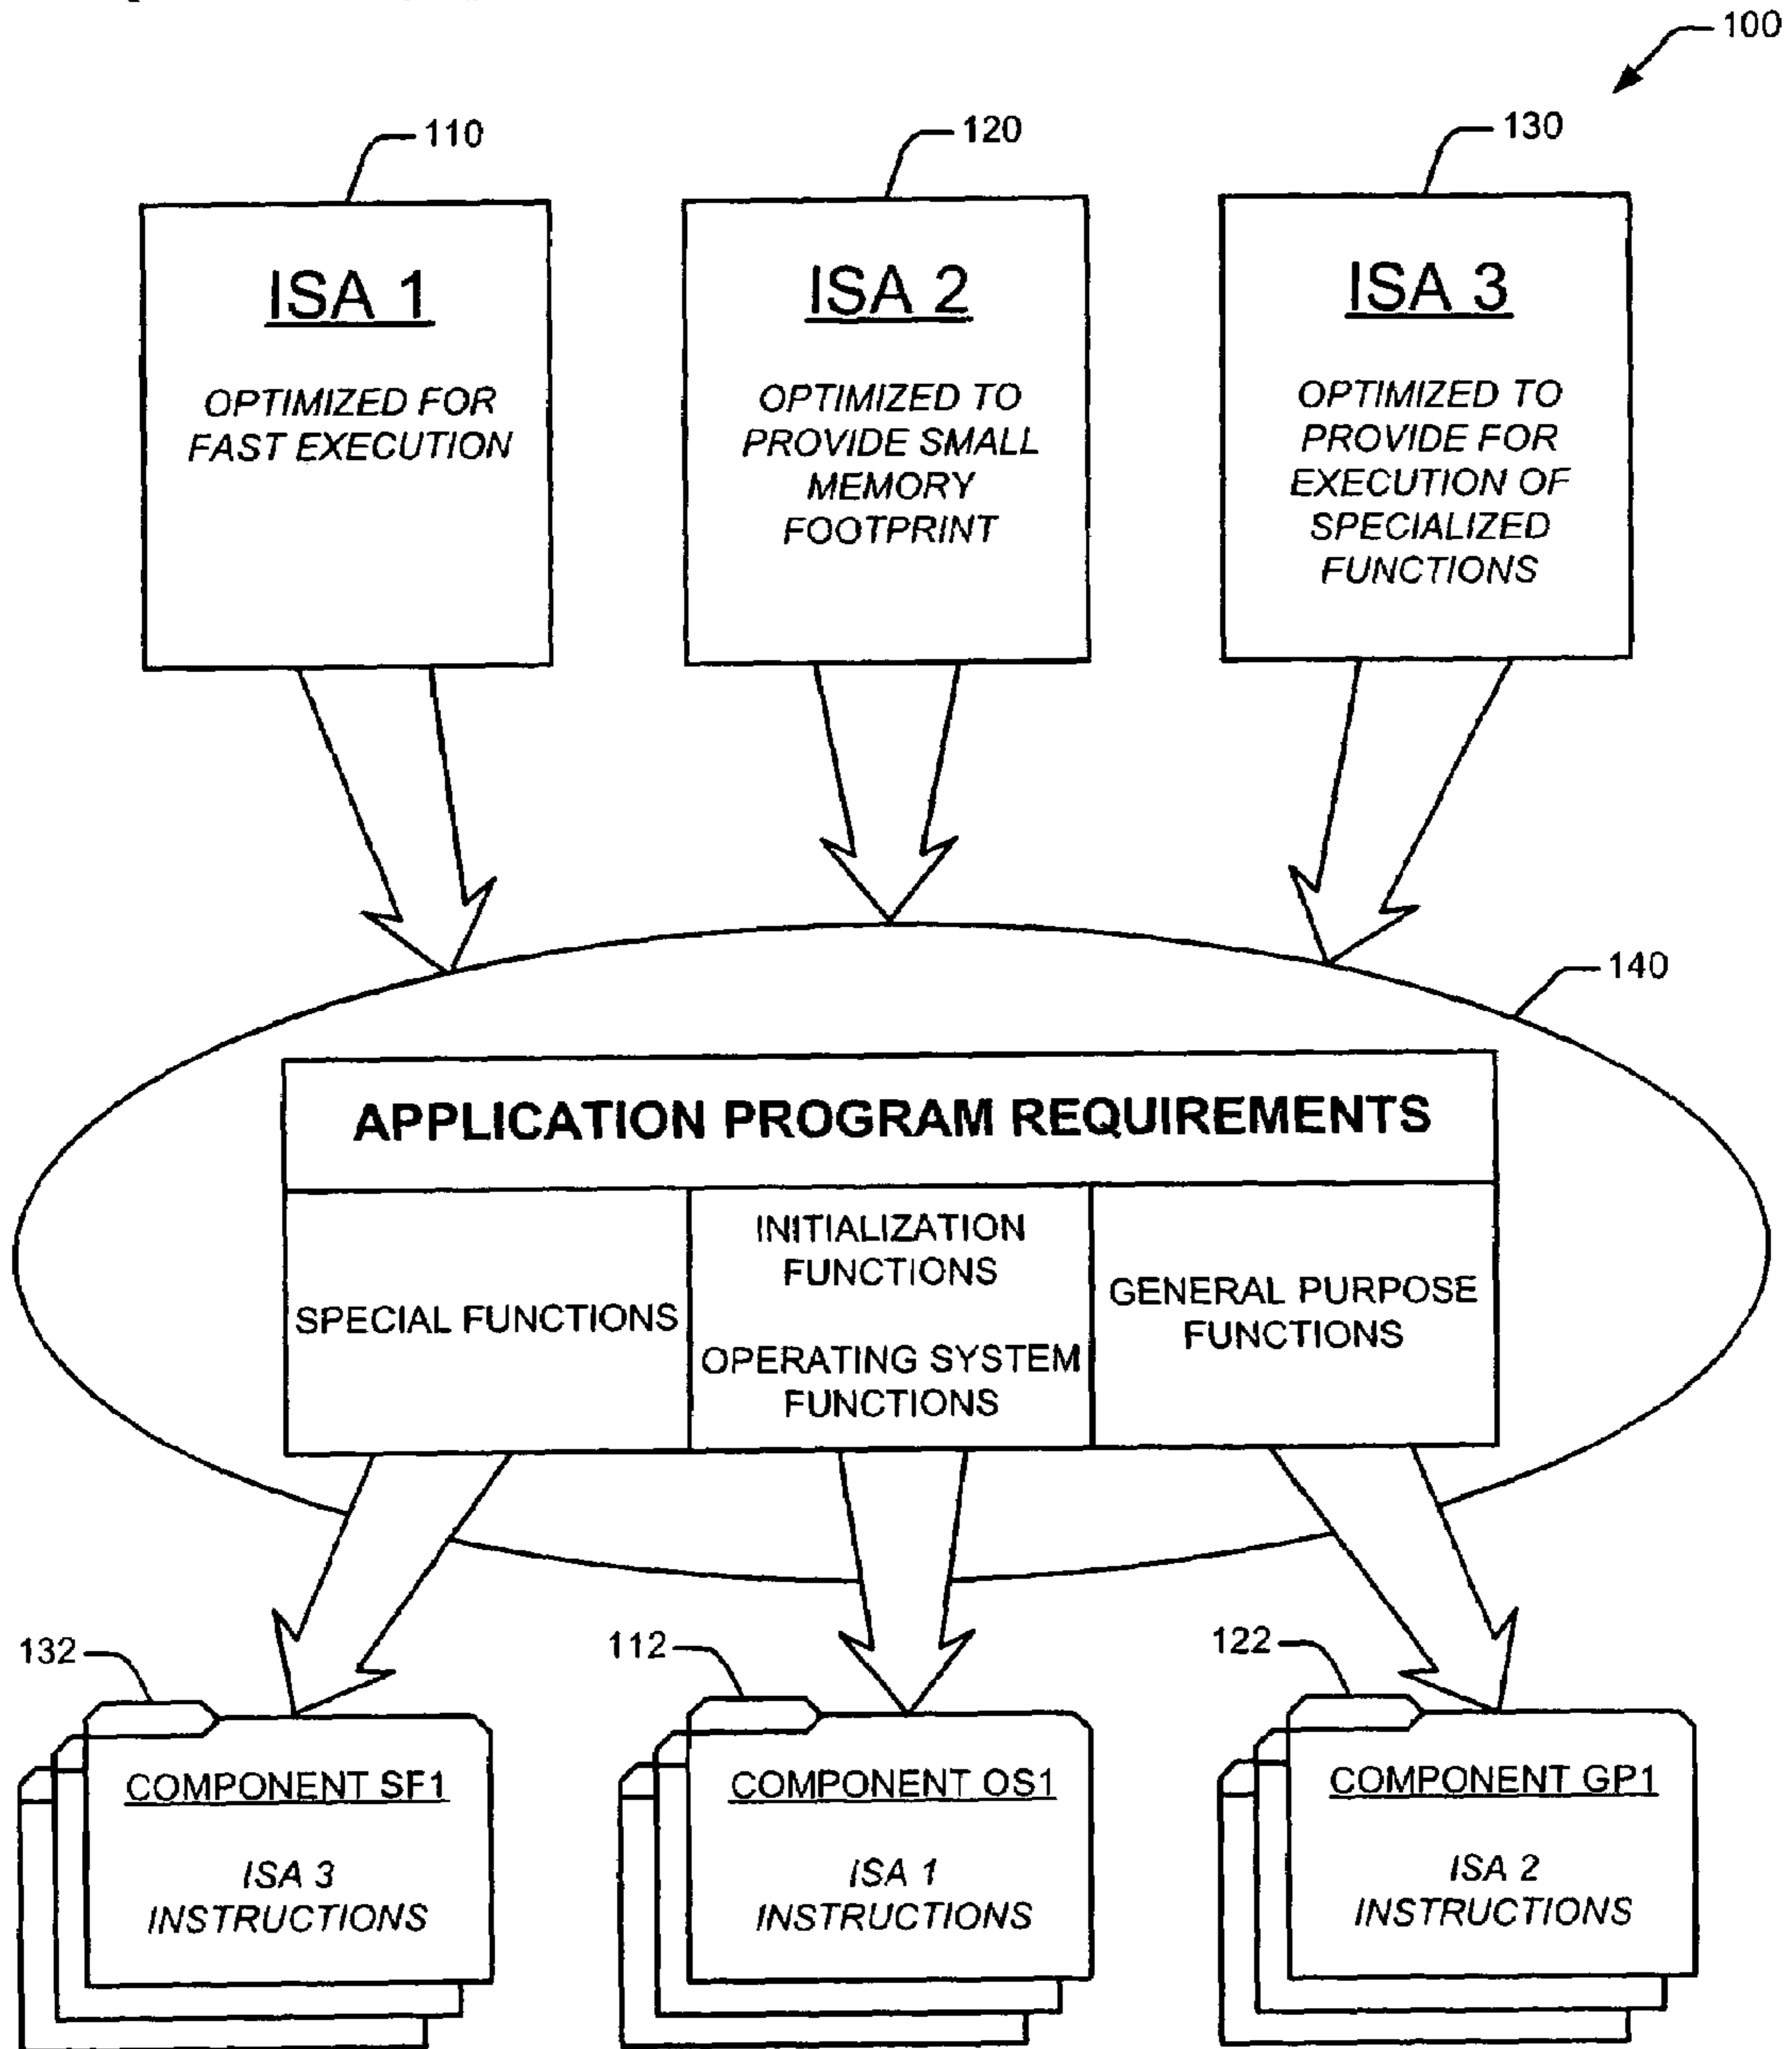 100
110
120
130
ISA 1
OPTIMIZED FOR
FAST EXECUTION
ISA 2
OPTIMIZED TO
PROVIDE SMALL
MEMORY
FOOTPRINT
ISA 3
OPTIMIZED TO
PROVIDE FOR
EXECUTION OF
SPECIALIZED
FUNCTIONS
140
APPLICATION PROGRAM REQUIREMENTS
SPECIAL FUNCTIONS
INITIALIZATION
FUNCTIONS
OPERATING SYSTEM
FUNCTIONS
GENERAL PURPOSE
FUNCTIONS
132
112
122
COMPONENT SF1
ISA 3
INSTRUCTIONS
COMPONENT OS1
ISA 1
INSTRUCTIONS
COMPONENT GP1
ISA 2
INSTRUCTIONS